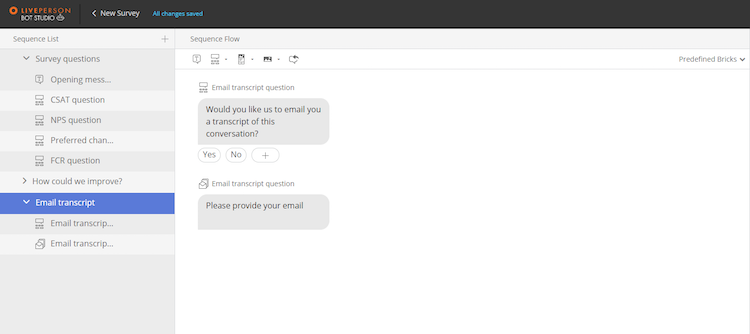 LIVEPERSON
BOT STUDIO
New Survey
All changes saved
Sequence List
Survey questions
Opening mess...
CSAT question
NPS question
Preferred chan...
FCR question
How could we improve?
Email transcript
Email transcrip...
Email transcrip...
Sequence Flow
Predefined Bricks
Email transcript question
Would you like us to email you
a transcript of this
conversation?
Yes No +
Email transcript question
Please provide your email